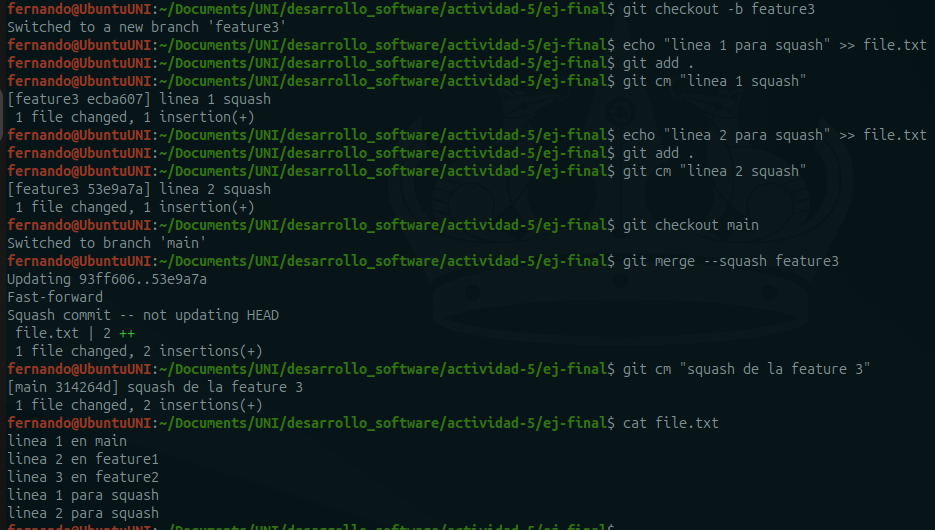 fernando@UbuntuUNI:~/Documents/UNI/desarrollo_software/actividad-5/ej-final$ git checkout -b feature3
Switched to a new branch 'feature3'
fernando@UbuntuUNI:~/Documents/UNI/desarrollo_software/actividad-5/ej-final$ echo "linea 1 para squash" >> file.txt
fernando@UbuntuUNI:~/Documents/UNI/desarrollo_software/actividad-5/ej-final$ git add .
fernando@UbuntuUNI:~/Documents/UNI/desarrollo_software/actividad-5/ej-final$ git cm "linea 1 squash"
[feature3 ecba607] linea 1 squash
 1 file changed, 1 insertion(+)
fernando@UbuntuUNI:~/Documents/UNI/desarrollo_software/actividad-5/ej-final$ echo "linea 2 para squash" >> file.txt
fernando@UbuntuUNI:~/Documents/UNI/desarrollo_software/actividad-5/ej-final$ git add .
fernando@UbuntuUNI:~/Documents/UNI/desarrollo_software/actividad-5/ej-final$ git cm "linea 2 squash"
[feature3 53e9a7a] linea 2 squash
 1 file changed, 1 insertion(+)
fernando@UbuntuUNI:~/Documents/UNI/desarrollo_software/actividad-5/ej-final$ git checkout main
Switched to branch 'main'
fernando@UbuntuUNI:~/Documents/UNI/desarrollo_software/actividad-5/ej-final$ git merge --squash feature3
Updating 93ff606..53e9a7a
Fast-forward
Squash commit -- not updating HEAD
 file.txt | 2 ++
 1 file changed, 2 insertions(+)
fernando@UbuntuUNI:~/Documents/UNI/desarrollo_software/actividad-5/ej-final$ git cm "squash de la feature 3"
[main 314264d] squash de la feature 3
 1 file changed, 2 insertions(+)
fernando@UbuntuUNI:~/Documents/UNI/desarrollo_software/actividad-5/ej-final$ cat file.txt
linea 1 en main
linea 2 en feature1
linea 3 en feature2
linea 1 para squash
linea 2 para squash
fernando@UbuntuUNI:~/Documents/UNI/desarrollo_software/actividad-5/ej-final$